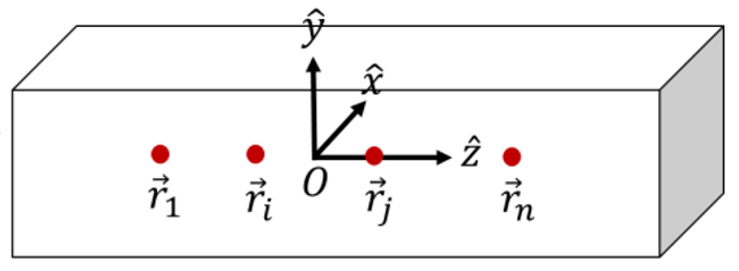 ŷ
x̂
ẑ
O
r⃗₁ r⃗ᵢ r⃗ⱼ r⃗ₙ